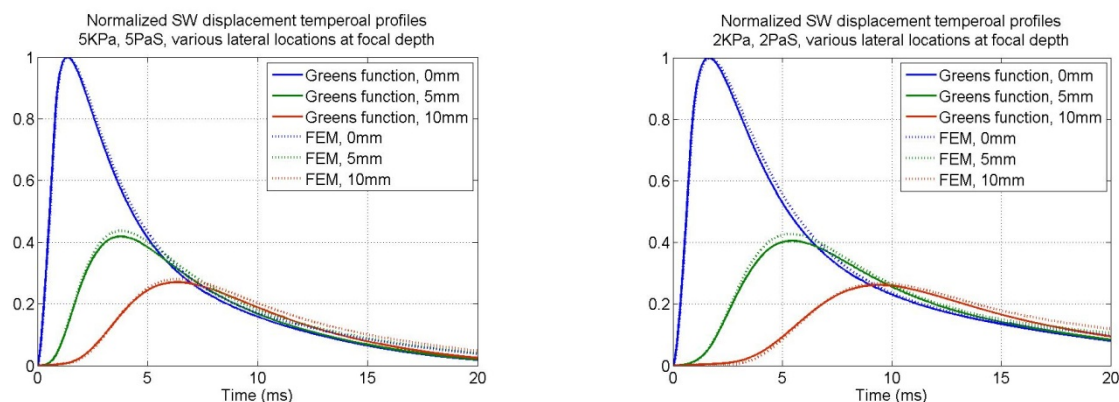 Normalized SW displacement temperoal profiles
5KPa, 5PaS, various lateral locations at focal depth
1
0.8
0.6
0.4
0.2
0
0
5
10
15
20
Time (ms)
Greens function, 0mm
Greens function, 5mm
Greens function, 10mm
FEM, 0mm
FEM, 5mm
FEM, 10mm
Normalized SW displacement temperoal profiles
2KPa, 2PaS, various lateral locations at focal depth
1
0.8
0.6
0.4
0.2
0
0
5
10
15
20
Time (ms)
Greens function, 0mm
Greens function, 5mm
Greens function, 10mm
FEM, 0mm
FEM, 5mm
FEM, 10mm